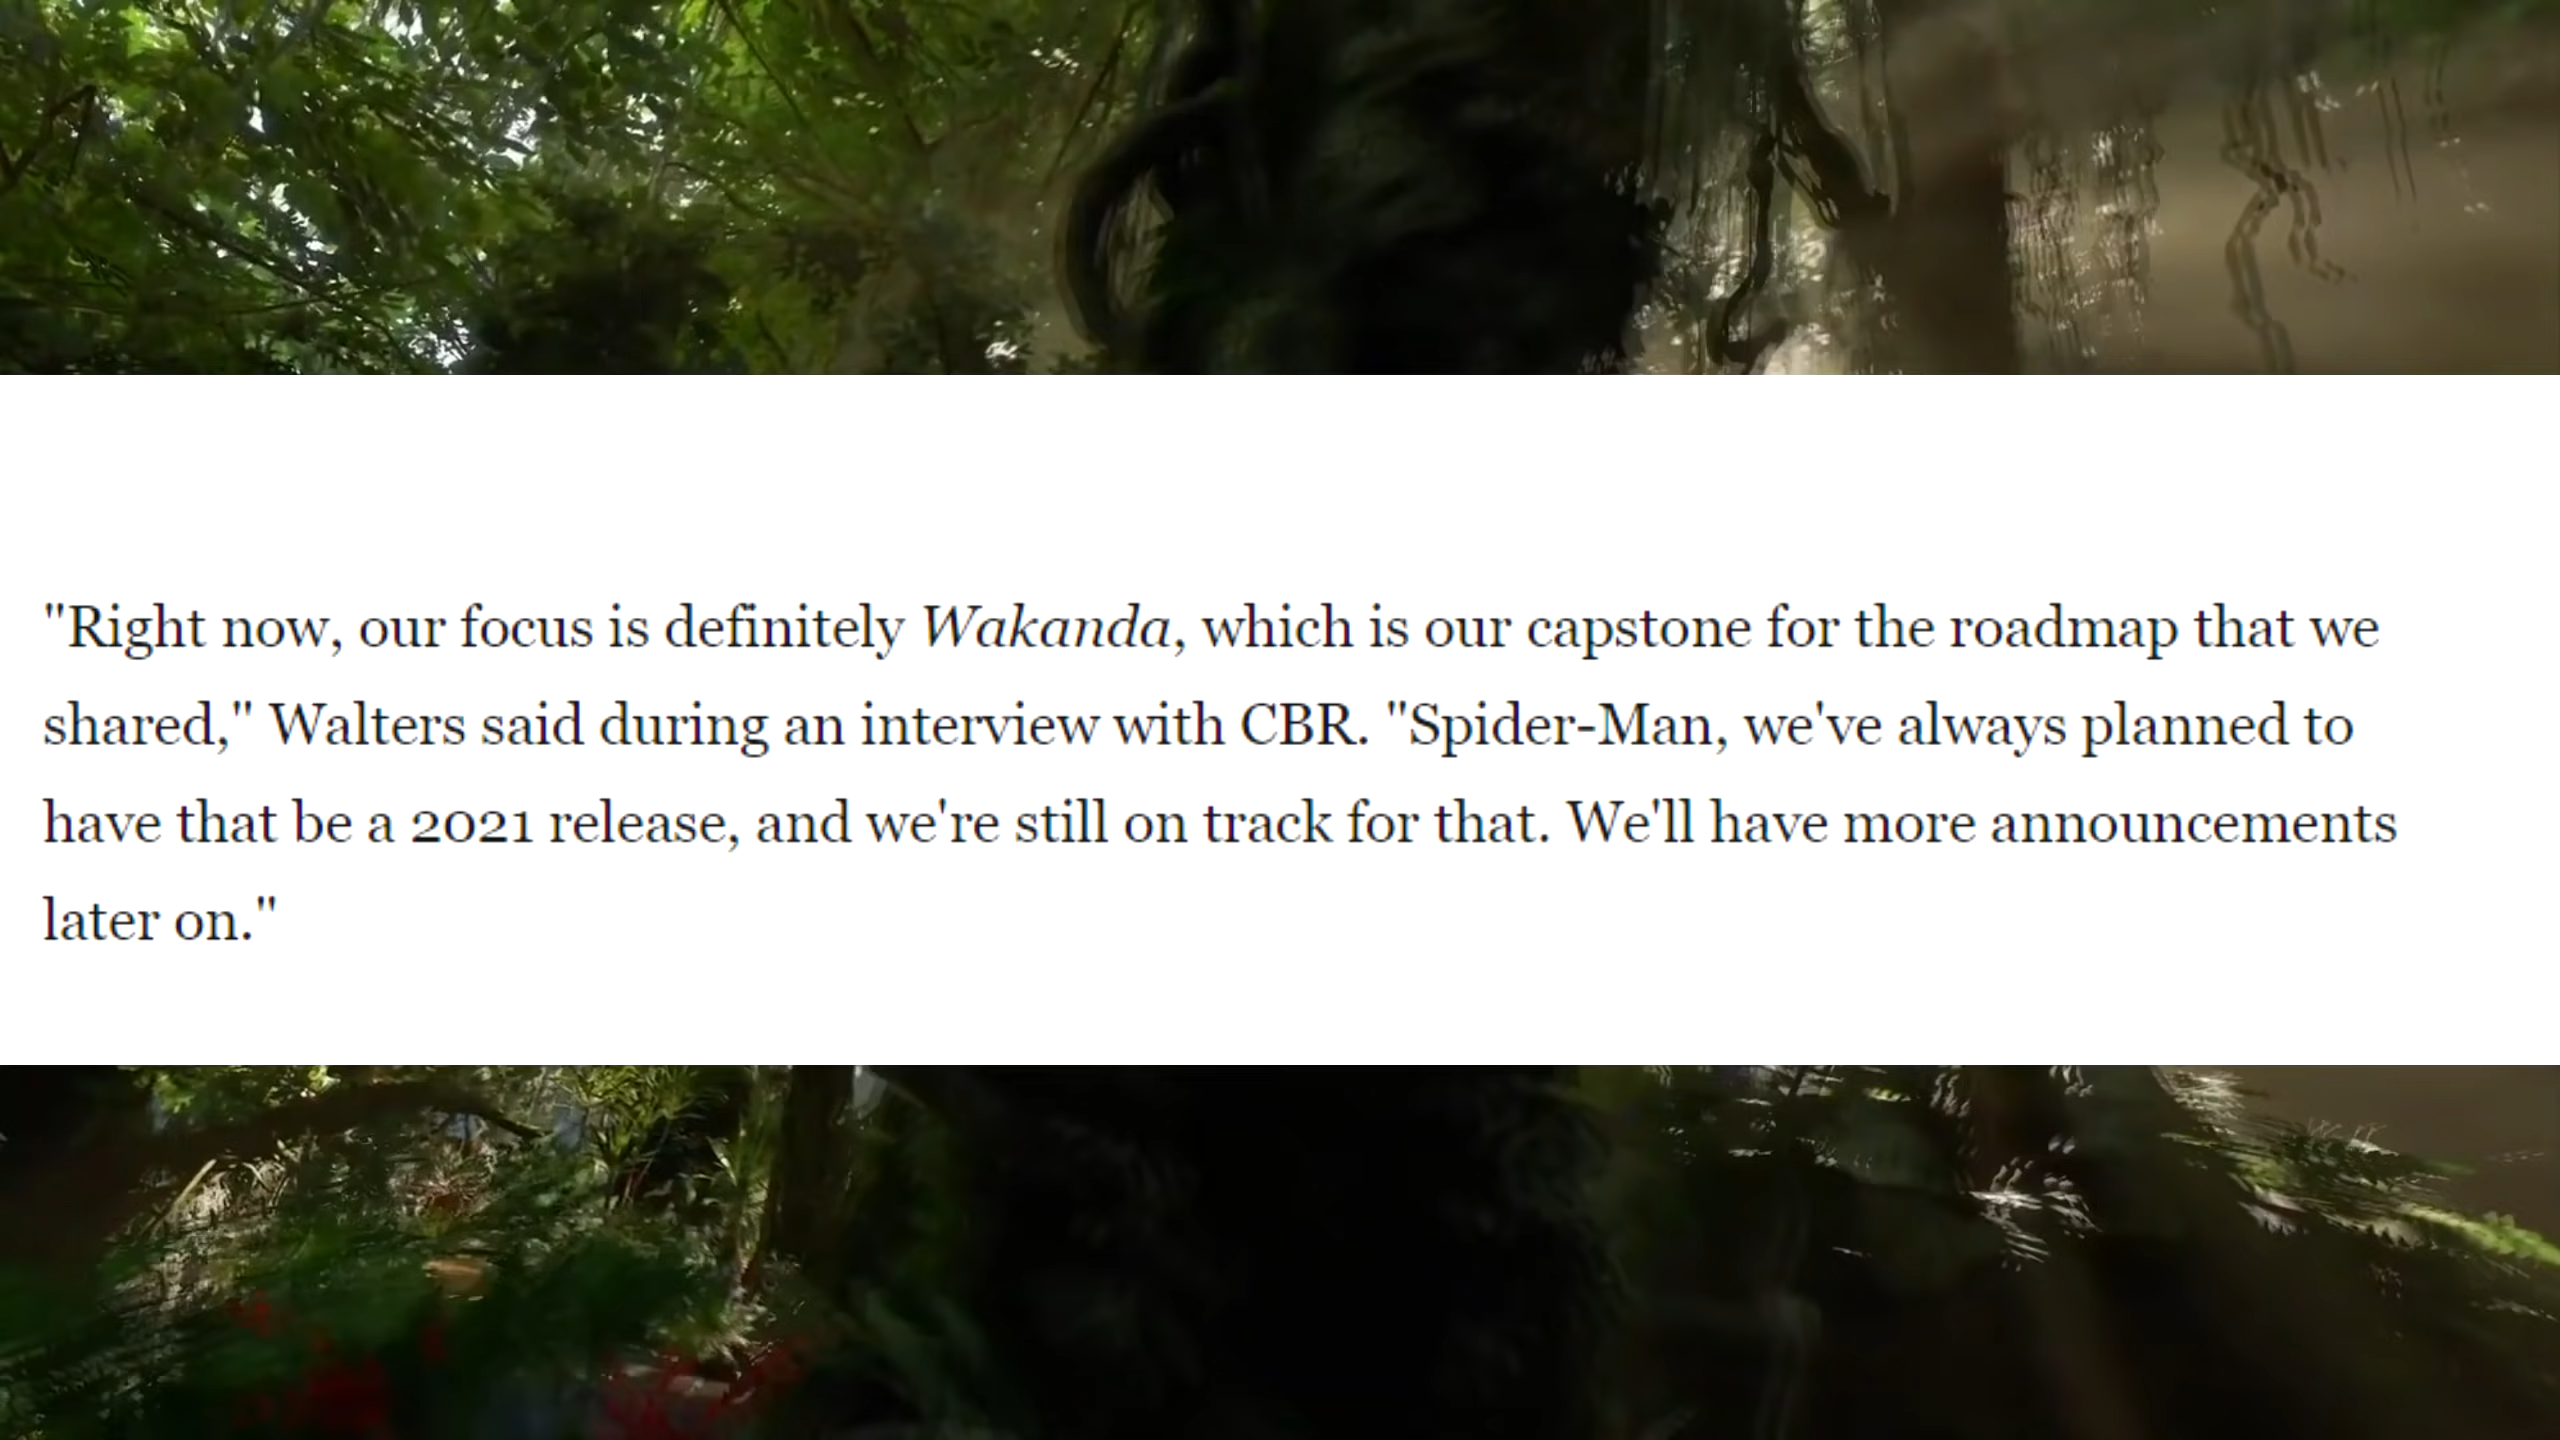 "Right now, our focus is definitely Wakanda, which is our capstone for the roadmap that we
shared," Walters said during an interview with CBR. "Spider-Man, we've always planned to
have that be a 2021 release, and we're still on track for that. We'll have more announcements
later on."